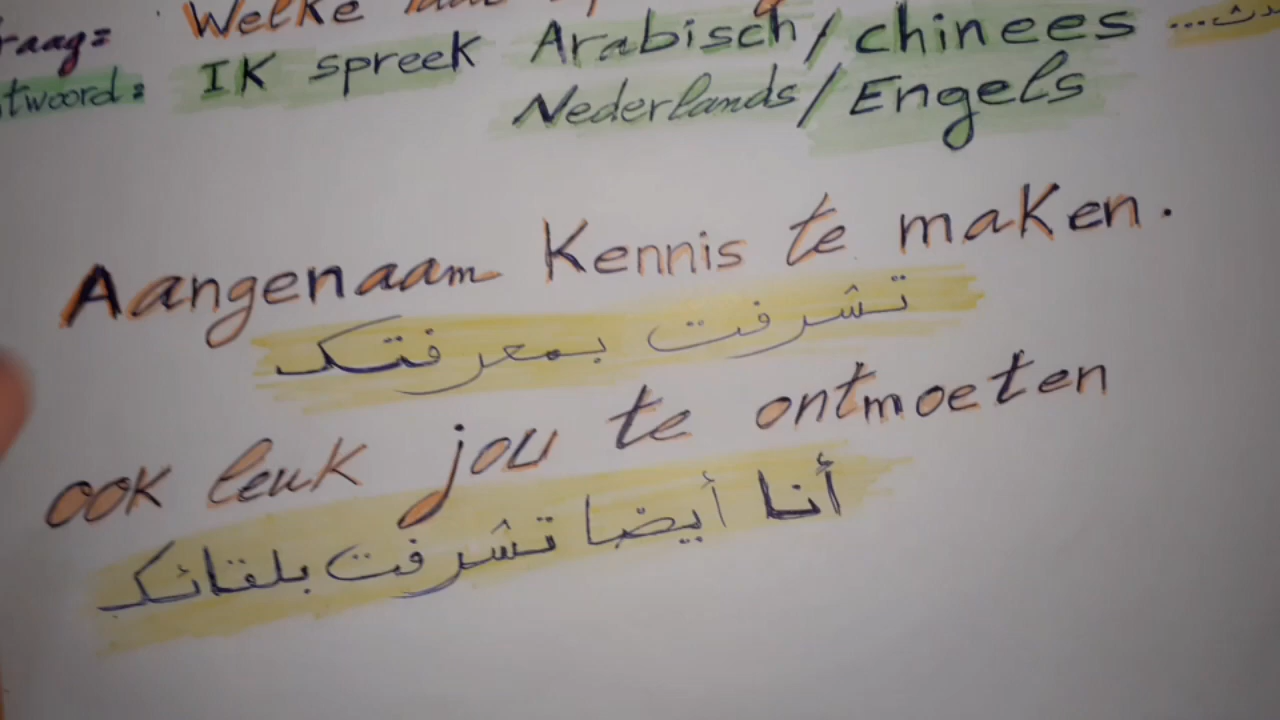 Welke
IK spreek Arabisch / chinees
Nederlands / Engels
Aangenaam Kennis te maken.
تشرفت بمعرفتك
ook leuk jou te ontmoeten
أنا أيضا تشرفت بلقائك